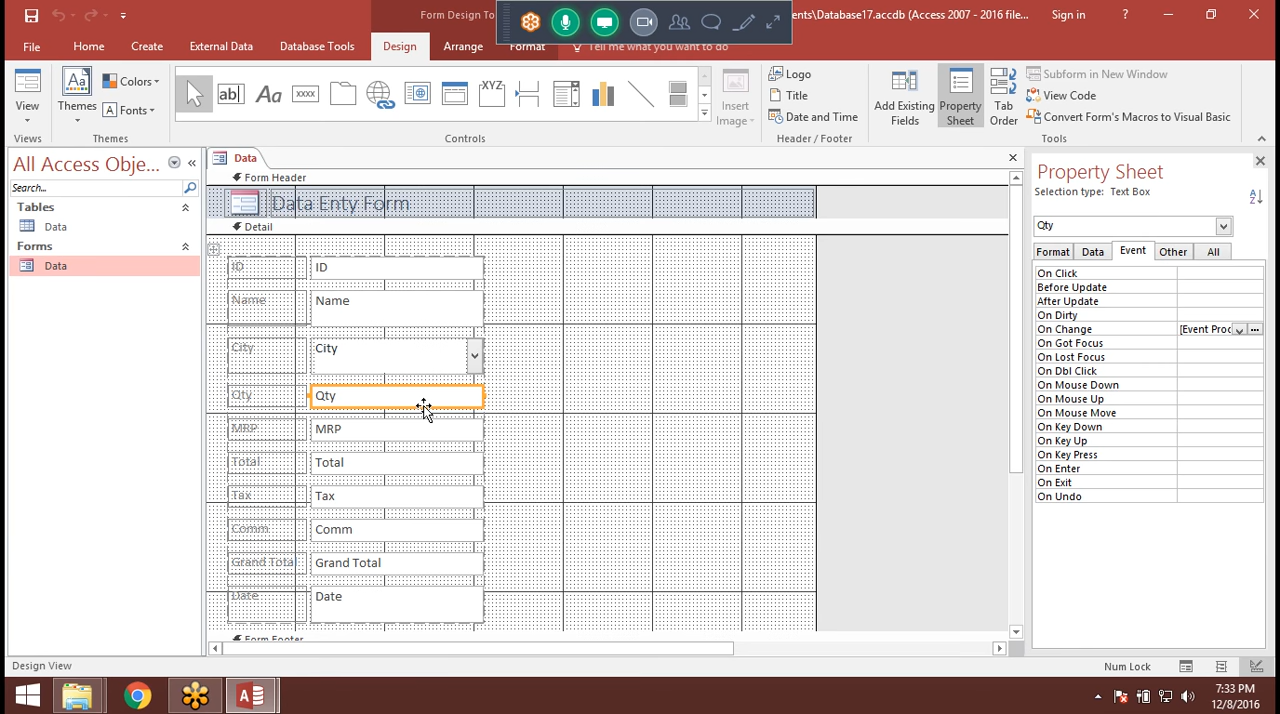 Form Design To
ents\Database17.accdb (Access 2007 - 2016 file...
Sign in
?
File
Home
Create
External Data
Database Tools
Design
Arrange
Format
Tell me what you want to do
View
Views
Themes
Colors
Fonts
Themes
ab
Aa
XXXX
XYZ
Controls
Insert
Image
Logo
Title
Date and Time
Header / Footer
Add Existing
Fields
Property
Sheet
Tab
Order
Subform in New Window
View Code
Convert Form's Macros to Visual Basic
Tools
All Access Obje...
Search...
Tables
Data
Forms
Data
Data
Form Header
Data Enty Form
Detail
ID
ID
Name
Name
City
City
Qty
Qty
MRP
MRP
Total
Total
Tax
Tax
Comm
Comm
Grand Total
Grand Total
Date
Date
Form Footer
Property Sheet
Selection type: Text Box
Qty
Format
Data
Event
Other
All
On Click
Before Update
After Update
On Dirty
On Change
[Event Proc
On Got Focus
On Lost Focus
On Dbl Click
On Mouse Down
On Mouse Up
On Mouse Move
On Key Down
On Key Up
On Key Press
On Enter
On Exit
On Undo
Design View
Num Lock
7:33 PM
12/8/2016